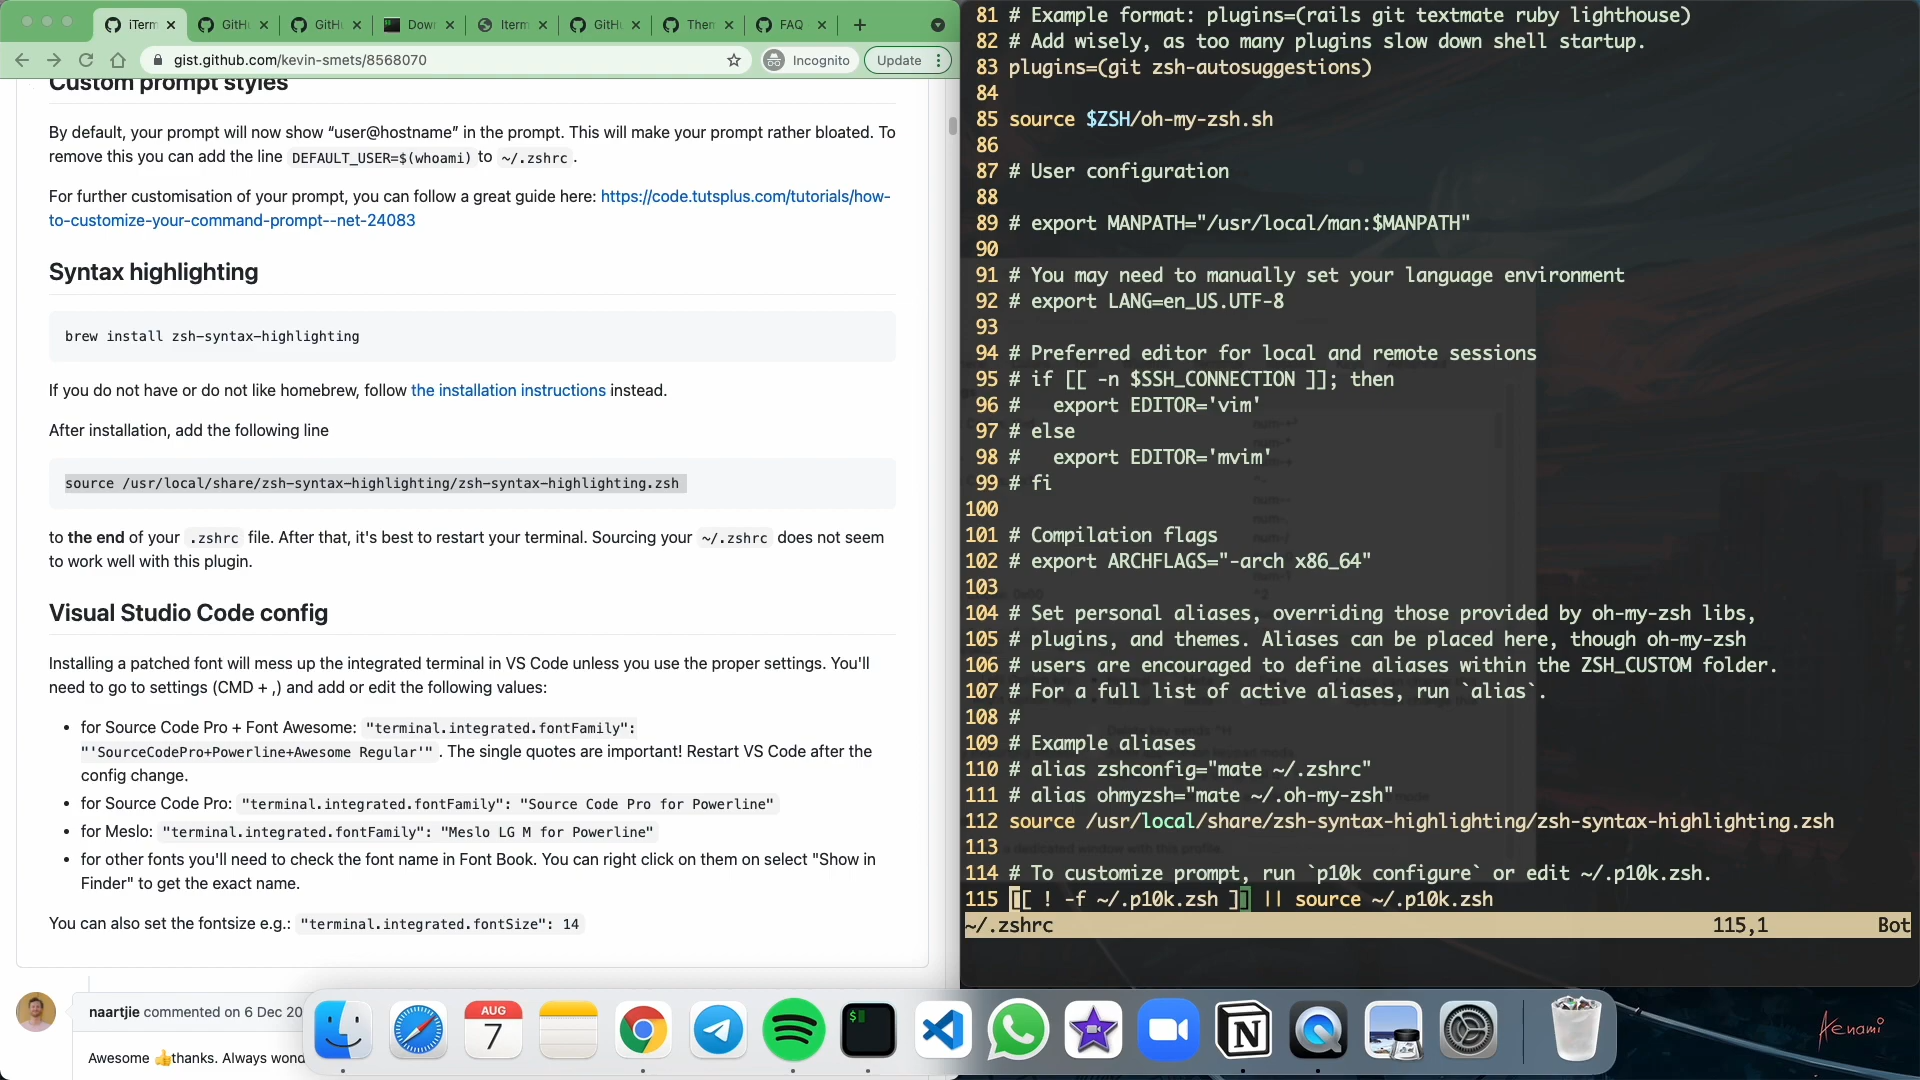 iTerm
GitH
GitH
Dow
Iterm
GitH
Then
FAQ
gist.github.com/kevin-smets/8568070
Incognito
Update
Custom prompt styles
By default, your prompt will now show “user@hostname” in the prompt. This will make your prompt rather bloated. To
remove this you can add the line DEFAULT_USER=$(whoami) to ~/.zshrc .
For further customisation of your prompt, you can follow a great guide here: https://code.tutsplus.com/tutorials/how-
to-customize-your-command-prompt--net-24083
Syntax highlighting
brew install zsh-syntax-highlighting
If you do not have or do not like homebrew, follow the installation instructions instead.
After installation, add the following line
source /usr/local/share/zsh-syntax-highlighting/zsh-syntax-highlighting.zsh
to the end of your .zshrc file. After that, it's best to restart your terminal. Sourcing your ~/.zshrc does not seem
to work well with this plugin.
Visual Studio Code config
Installing a patched font will mess up the integrated terminal in VS Code unless you use the proper settings. You'll
need to go to settings (CMD + ,) and add or edit the following values:
• for Source Code Pro + Font Awesome: "terminal.integrated.fontFamily":
"'SourceCodePro+Powerline+Awesome Regular'" . The single quotes are important! Restart VS Code after the
config change.
• for Source Code Pro: "terminal.integrated.fontFamily": "Source Code Pro for Powerline"
• for Meslo: "terminal.integrated.fontFamily": "Meslo LG M for Powerline"
• for other fonts you'll need to check the font name in Font Book. You can right click on them on select "Show in
Finder" to get the exact name.
You can also set the fontsize e.g.: "terminal.integrated.fontSize": 14
naartjie commented on 6 Dec 20
Awesome 👍thanks. Always wond
81 # Example format: plugins=(rails git textmate ruby lighthouse)
82 # Add wisely, as too many plugins slow down shell startup.
83 plugins=(git zsh-autosuggestions)
84
85 source $ZSH/oh-my-zsh.sh
86
87 # User configuration
88
89 # export MANPATH="/usr/local/man:$MANPATH"
90
91 # You may need to manually set your language environment
92 # export LANG=en_US.UTF-8
93
94 # Preferred editor for local and remote sessions
95 # if [[ -n $SSH_CONNECTION ]]; then
96 #   export EDITOR='vim'
97 # else
98 #   export EDITOR='mvim'
99 # fi
100
101 # Compilation flags
102 # export ARCHFLAGS="-arch x86_64"
103
104 # Set personal aliases, overriding those provided by oh-my-zsh libs,
105 # plugins, and themes. Aliases can be placed here, though oh-my-zsh
106 # users are encouraged to define aliases within the ZSH_CUSTOM folder.
107 # For a full list of active aliases, run `alias`.
108 #
109 # Example aliases
110 # alias zshconfig="mate ~/.zshrc"
111 # alias ohmyzsh="mate ~/.oh-my-zsh"
112 source /usr/local/share/zsh-syntax-highlighting/zsh-syntax-highlighting.zsh
113
114 # To customize prompt, run `p10k configure` or edit ~/.p10k.zsh.
115 [[ ! -f ~/.p10k.zsh ]] || source ~/.p10k.zsh
~/.zshrc 115,1 Bot
AUG
7
$
N
Aenami